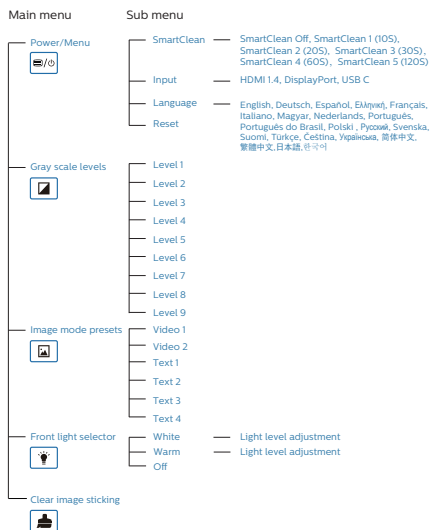 Main menu
Sub menu
Power/Menu
SmartClean
SmartClean Off, SmartClean 1 (10S),
SmartClean 2 (20S), SmartClean 3 (30S),
SmartClean 4 (60S), SmartClean 5 (120S)
Input
HDMI 1.4, DisplayPort, USB C
Language
English, Deutsch, Español, Ελληνική, Français,
Italiano, Magyar, Nederlands, Português,
Português do Brasil, Polski , Русский, Svenska,
Suomi, Türkçe, Čeština, Українська, 简体中文,
繁體中文,日本語,한국어
Reset
Gray scale levels
Level 1
Level 2
Level 3
Level 4
Level 5
Level 6
Level 7
Level 8
Level 9
Image mode presets
Video 1
Video 2
Text 1
Text 2
Text 3
Text 4
Front light selector
White
Light level adjustment
Warm
Light level adjustment
Off
Clear image sticking